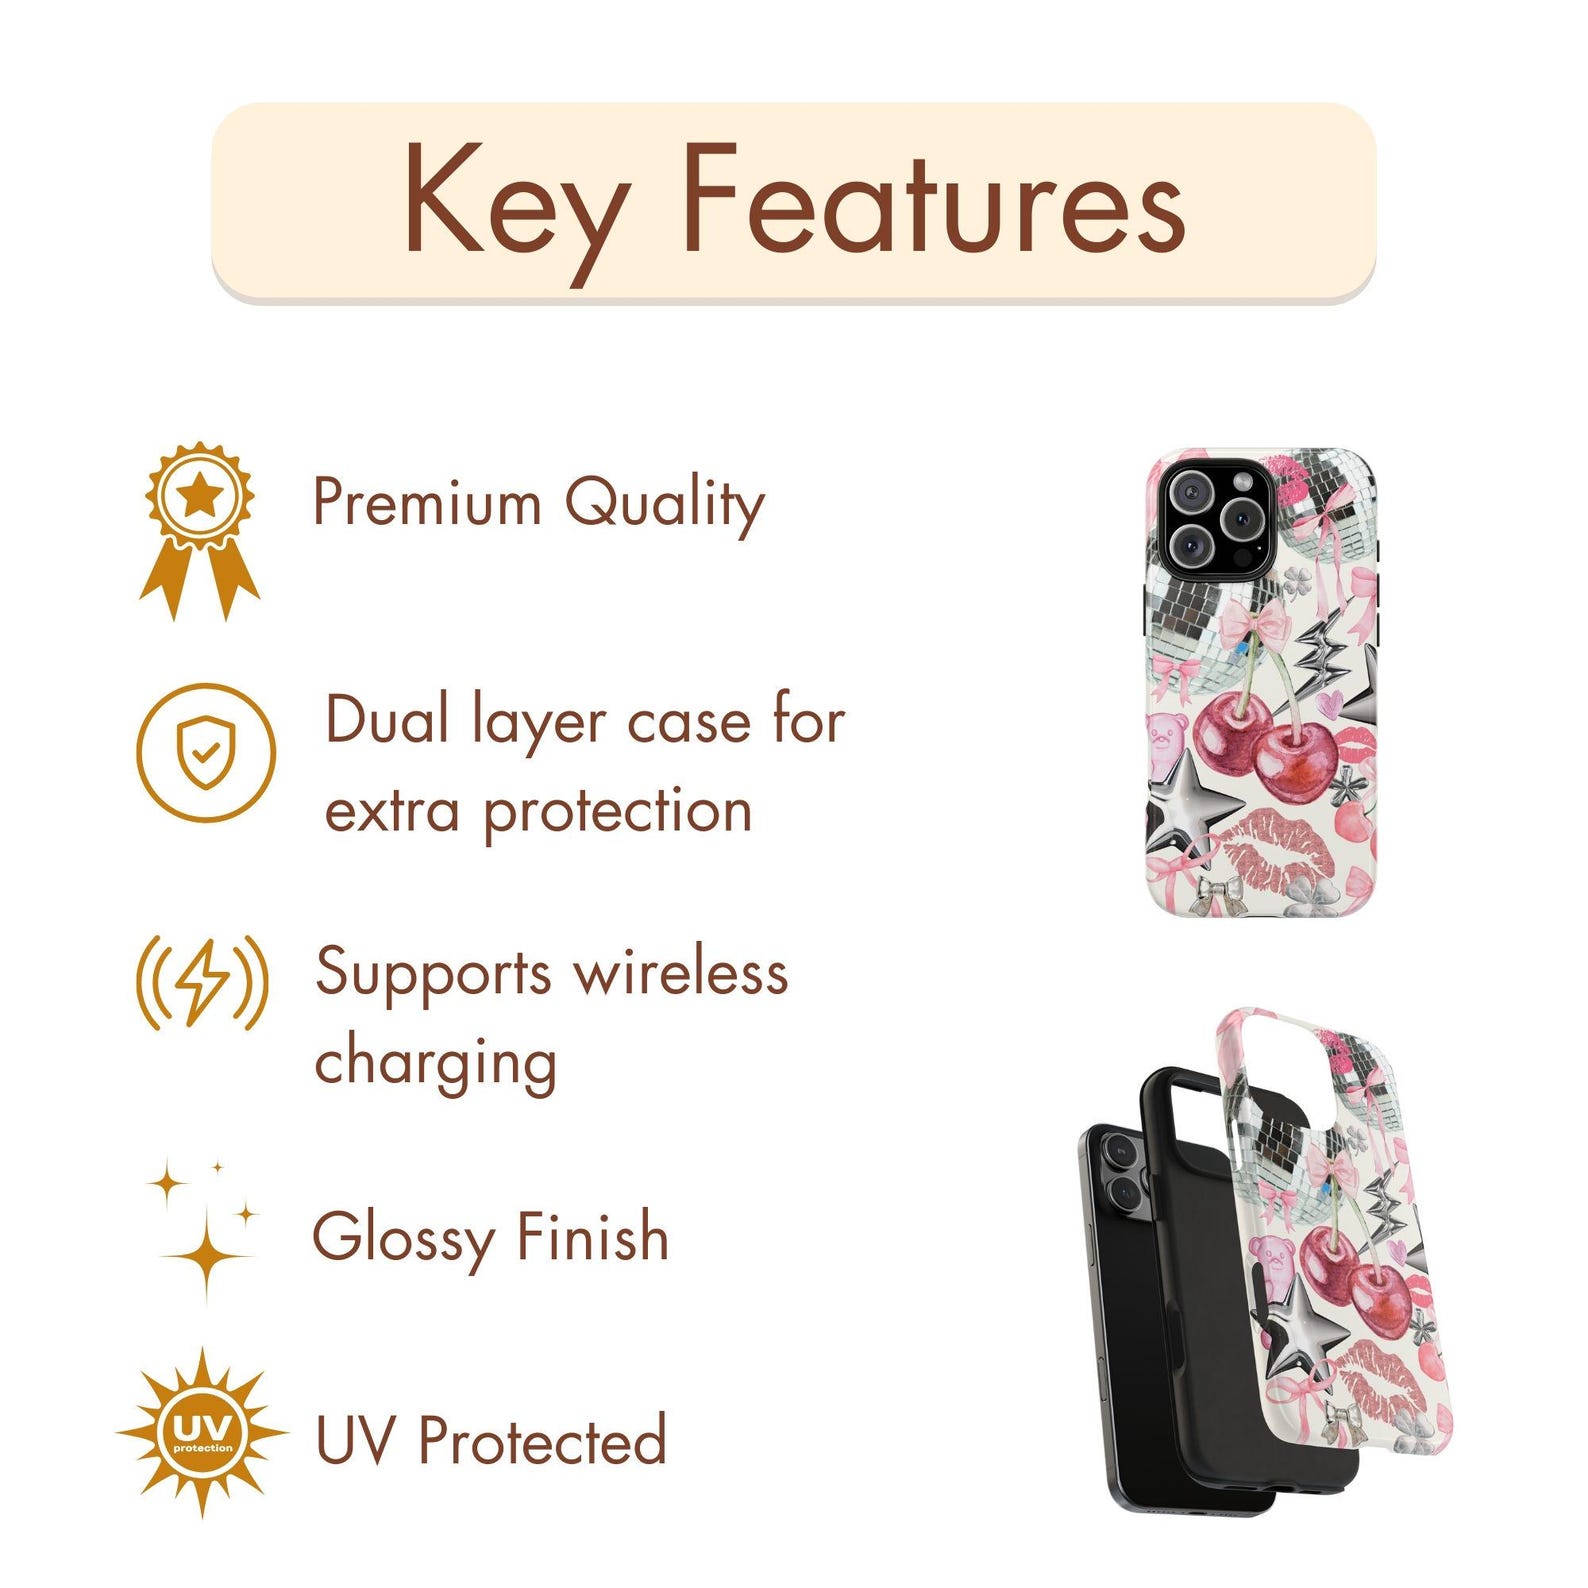 Key Features
Premium Quality
Dual layer case for
extra protection
Supports wireless
charging
Glossy Finish
UV
protection
UV Protected